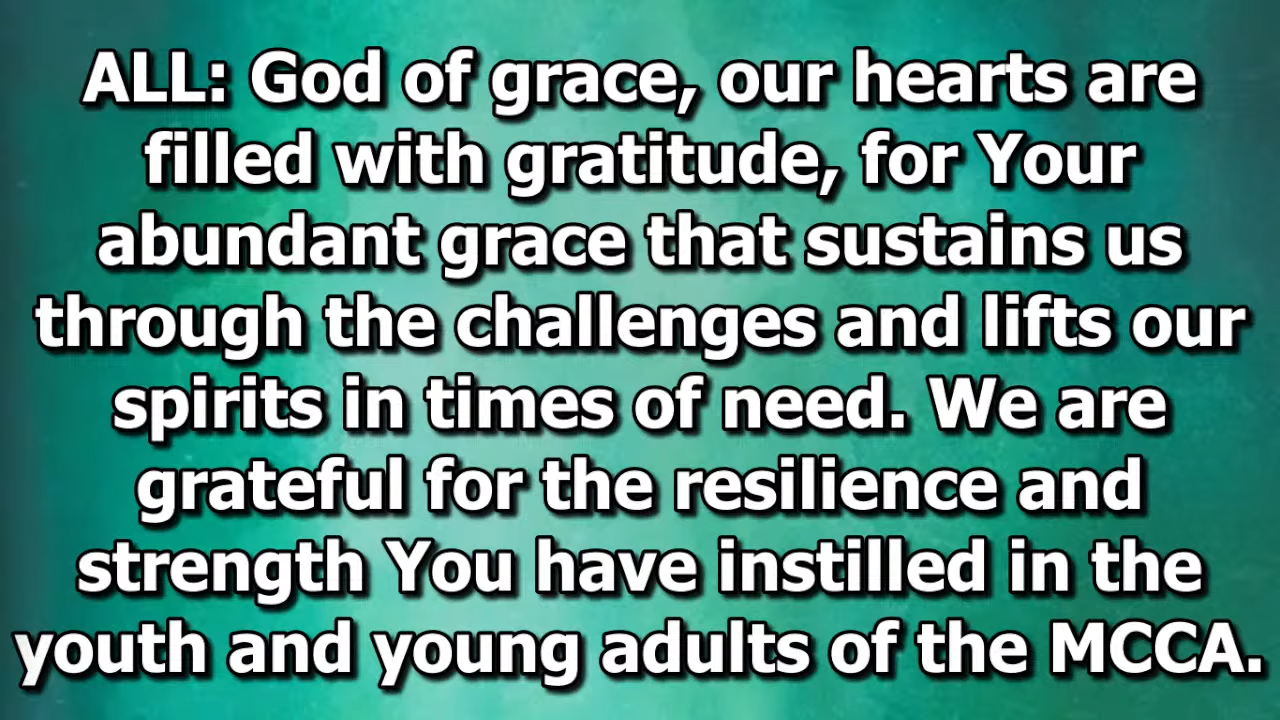 ALL: God of grace, our hearts are
filled with gratitude, for Your
abundant grace that sustains us
through the challenges and lifts our
spirits in times of need. We are
grateful for the resilience and
strength You have instilled in the
youth and young adults of the MCCA.